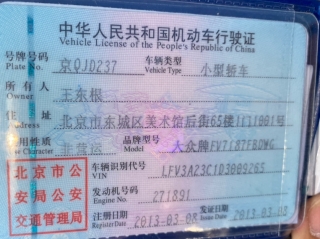 中华人民共和国机动车行驶证
Vehicle License of the People's Republic of China
号牌号码 京QJD237 车辆类型 小型轿车
Plate No. Vehicle Type
所有人 王东根
Owner
住址 北京市东城区美术馆后街65楼1门1001号
使用性质 非营运 品牌型号 大众牌FV7187FBDWG
Use Character Model
车辆识别代号 LFV3A23C1D3009265
VIN
发动机号码 271891
Engine No.
注册日期 2013-03-08 发证日期 2013-03-08
Register Date Issue Date
北京市公
安局公安
交通管理局